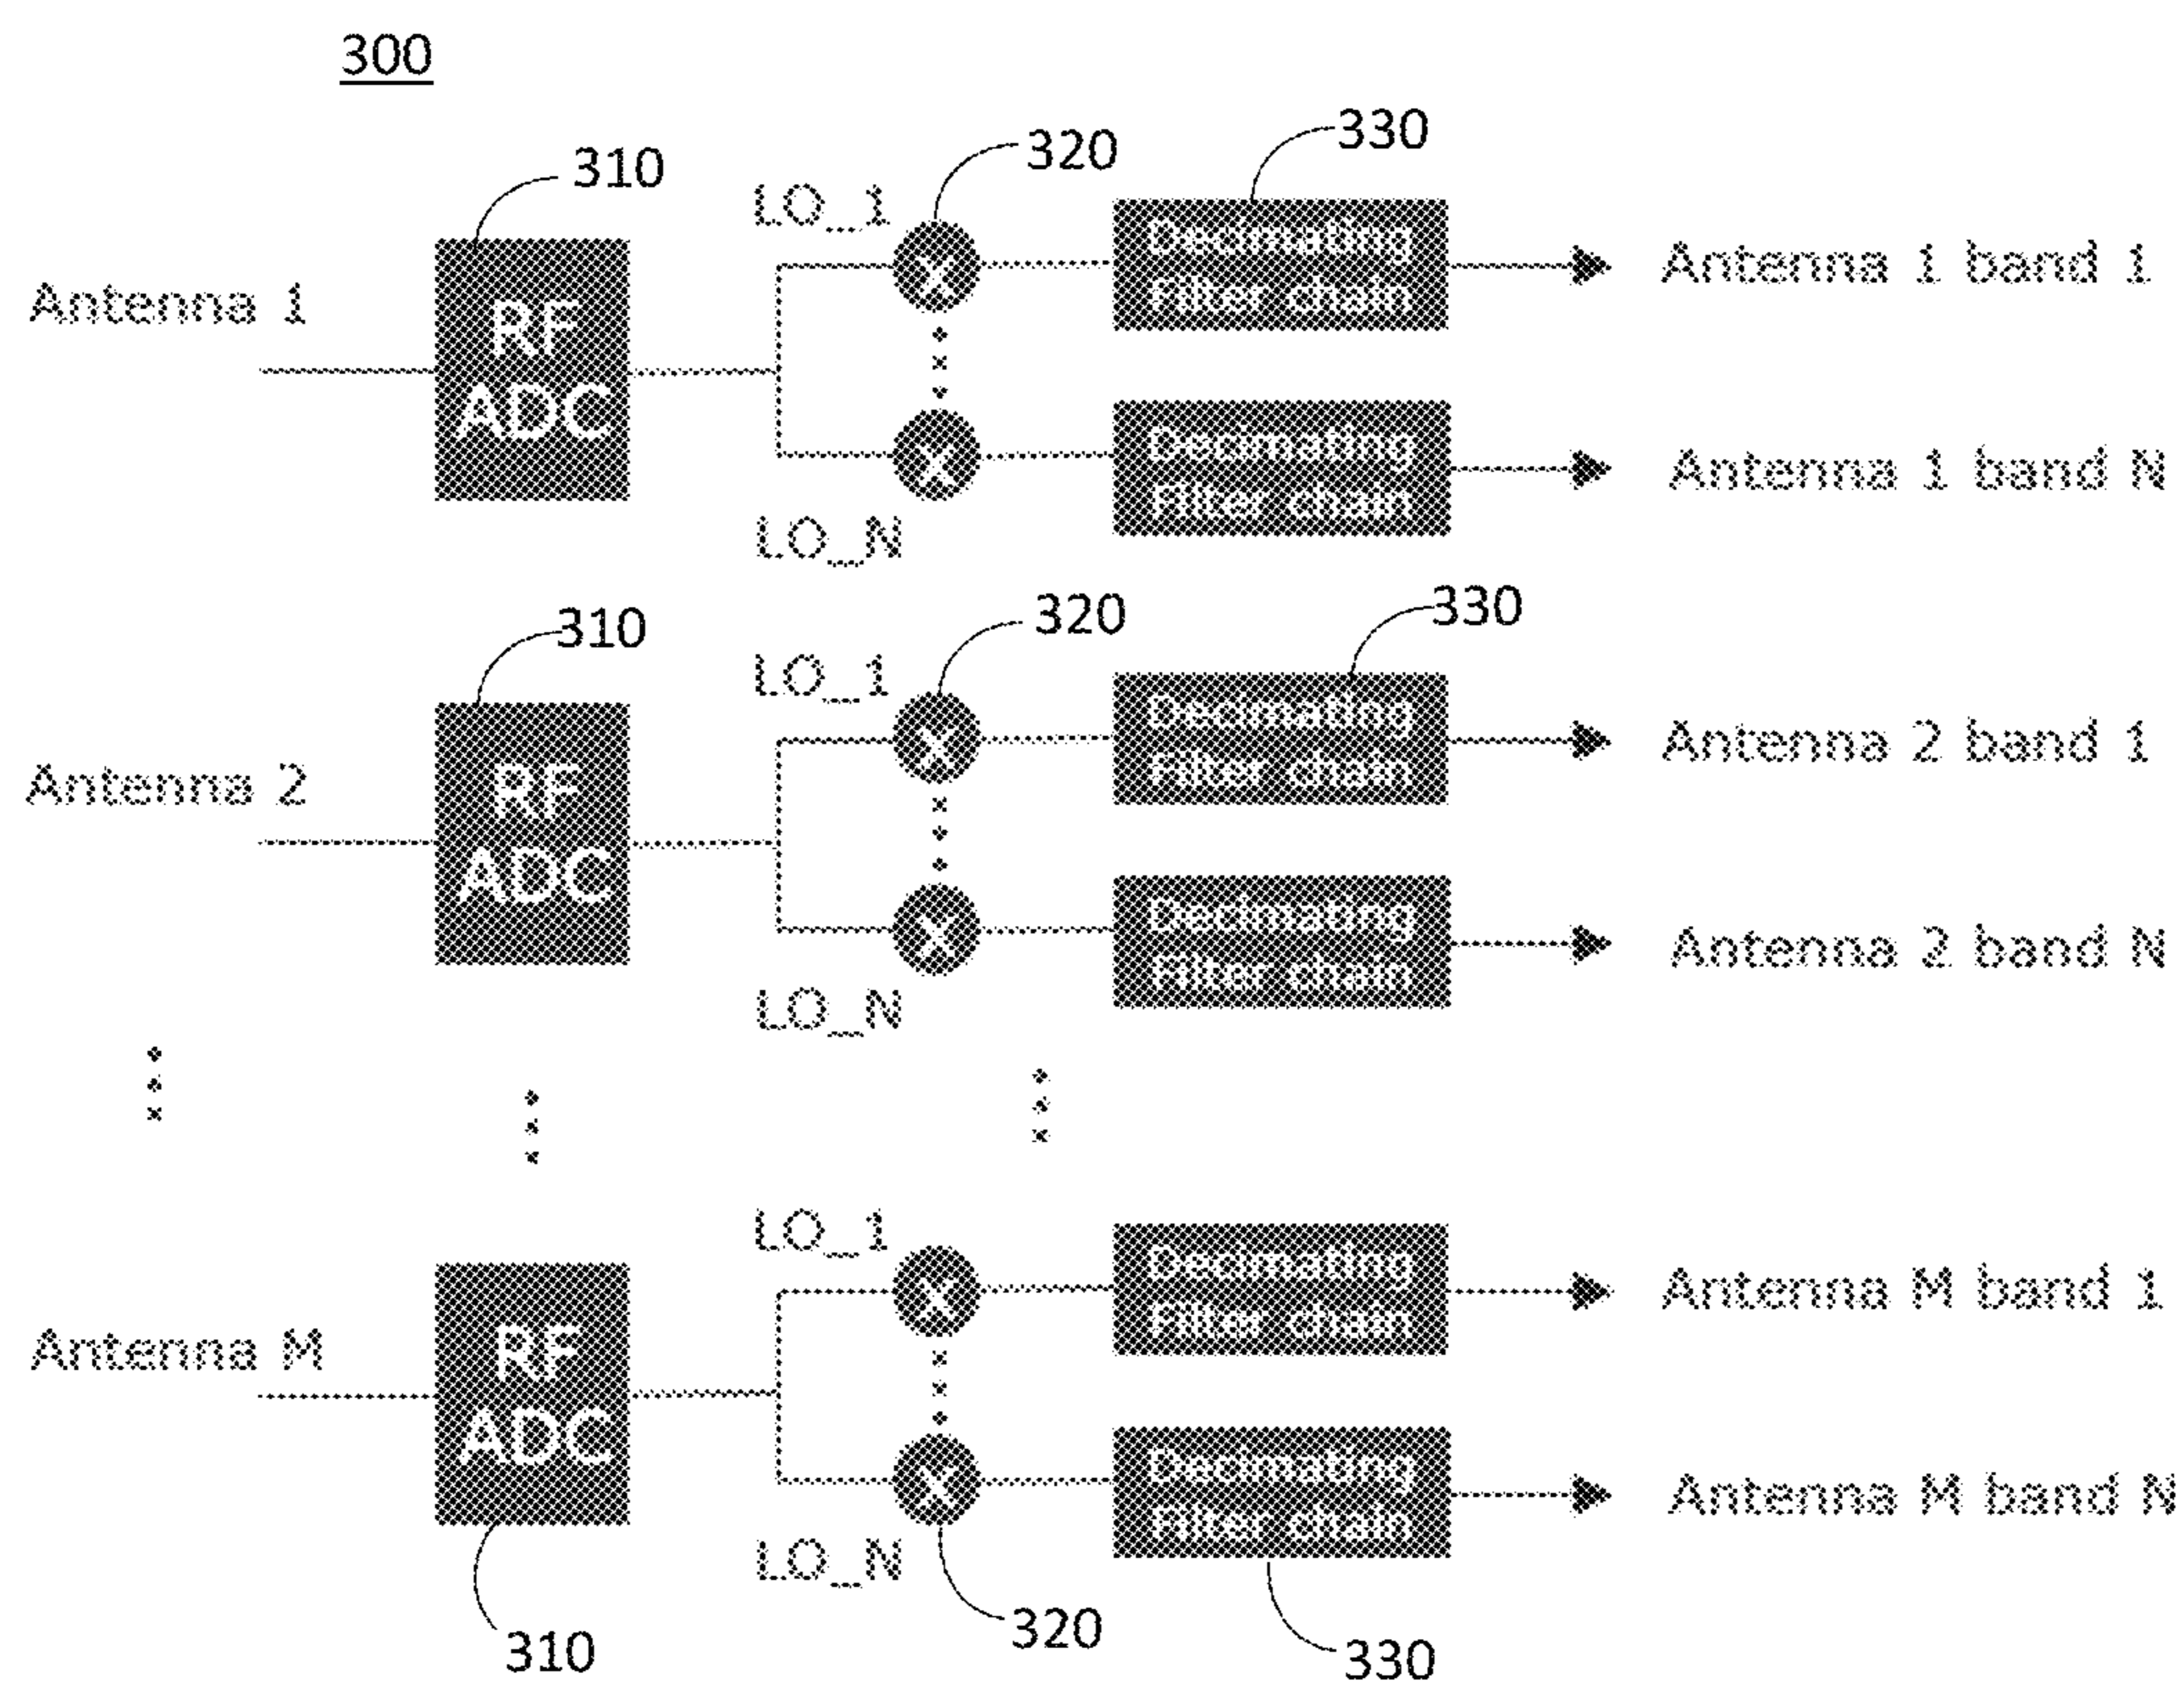 300
310
320
330
LO_1
Decimating
Filter chain
Antenna 1 band 1
Antenna 1
RF
ADC
Decimating
Filter chain
Antenna 1 band N
LO_N
310
320
330
LO_1
Decimating
Filter chain
Antenna 2 band 1
Antenna 2
RF
ADC
Decimating
Filter chain
Antenna 2 band N
LO_N
LO_1
Decimating
Filter chain
Antenna M band 1
Antenna M
RF
ADC
Decimating
Filter chain
Antenna M band N
LO_N
310
320
330